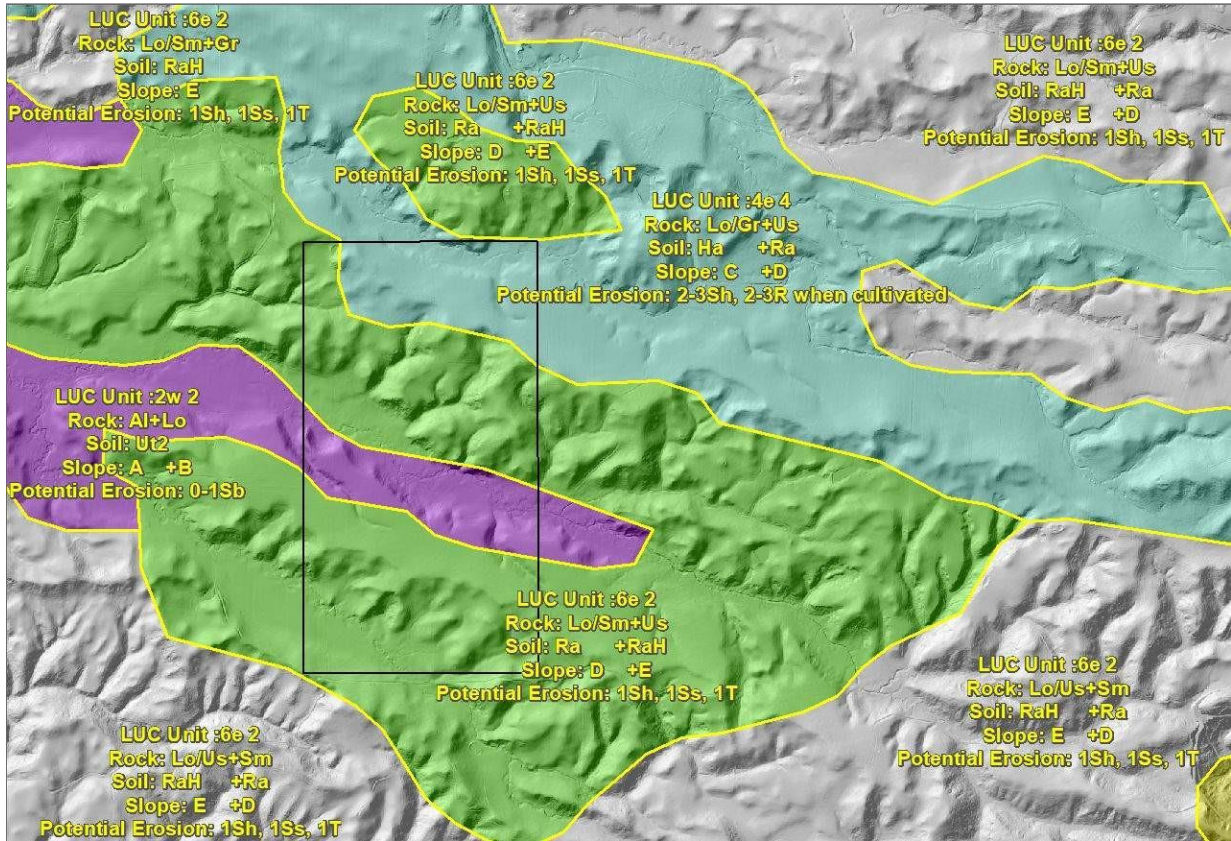 LUC Unit :6e 2
Rock: Lo/Sm+Gr
Soil: RaH
Slope: E
Potential Erosion: 1Sh, 1Ss, 1T
LUC Unit :6e 2
Rock: Lo/Sm+Us
Soil: Ra +RaH
Slope: D +E
Potential Erosion: 1Sh, 1Ss, 1T
LUC Unit :6e 2
Rock: Lo/Sm+Us
Soil: RaH +Ra
Slope: E +D
Potential Erosion: 1Sh, 1Ss, 1T
LUC Unit :4e 4
Rock: Lo/Gr+Us
Soil: Ha +Ra
Slope: C +D
Potential Erosion: 2-3Sh, 2-3R when cultivated
LUC Unit :2w 2
Rock: Al+Lo
Soil: Ut2
Slope: A +B
Potential Erosion: 0-1Sb
LUC Unit :6e 2
Rock: Lo/Sm+Us
Soil: Ra +RaH
Slope: D +E
Potential Erosion: 1Sh, 1Ss, 1T
LUC Unit :6e 2
Rock: Lo/Us+Sm
Soil: RaH +Ra
Slope: E +D
Potential Erosion: 1Sh, 1Ss, 1T
LUC Unit :6e 2
Rock: Lo/Us+Sm
Soil: RaH +Ra
Slope: E +D
Potential Erosion: 1Sh, 1Ss, 1T